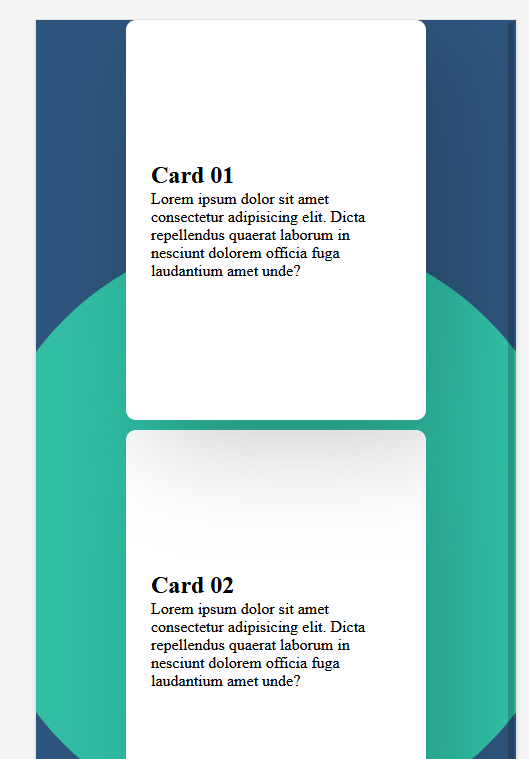 Card 01
Lorem ipsum dolor sit amet
consectetur adipisicing elit. Dicta
repellendus quaerat laborum in
nesciunt dolorem officia fuga
laudantium amet unde?
Card 02
Lorem ipsum dolor sit amet
consectetur adipisicing elit. Dicta
repellendus quaerat laborum in
nesciunt dolorem officia fuga
laudantium amet unde?